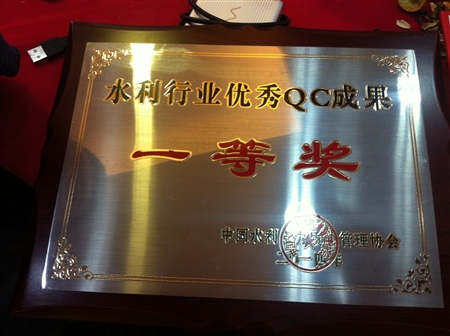 水利行业优秀QC成果
一等奖
中国水利 管理协会